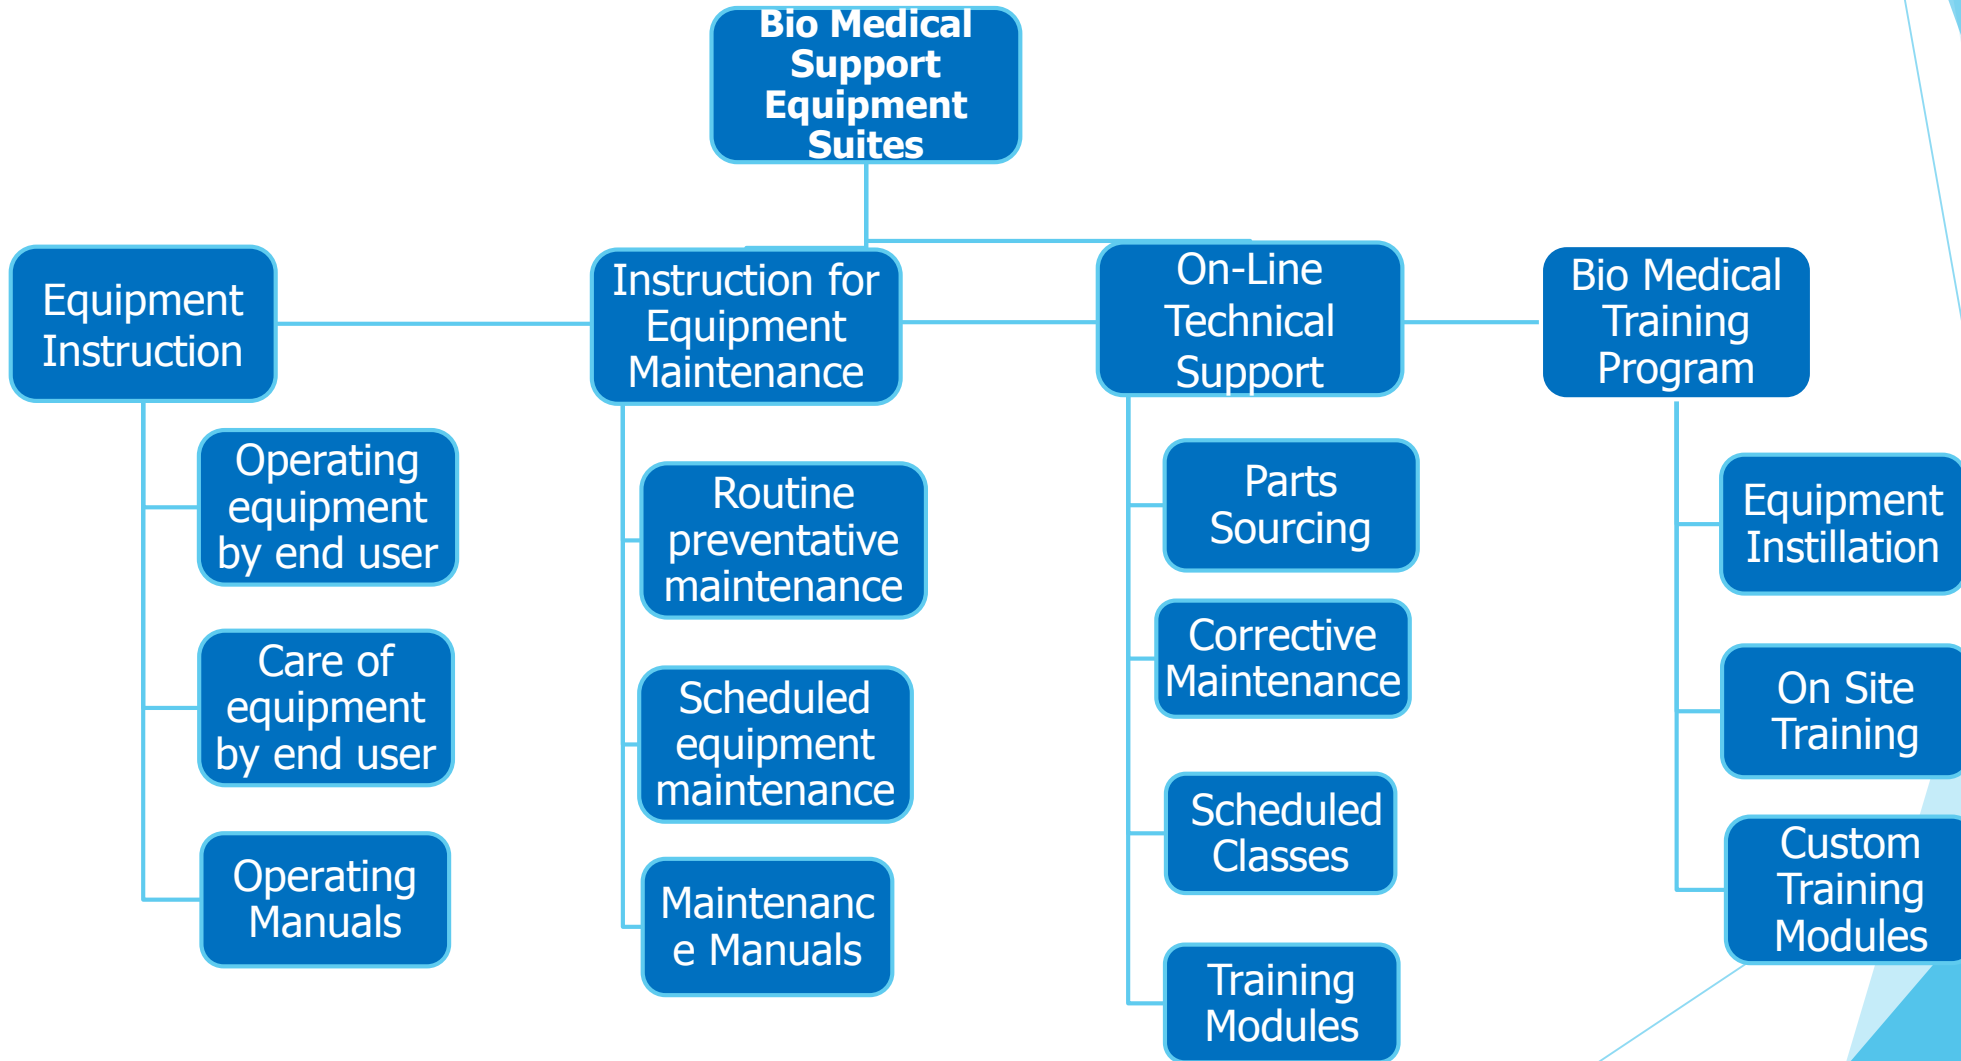 Bio Medical
Support
Equipment
Suites
Equipment
Instruction
Instruction for
Equipment
Maintenance
On-Line
Technical
Support
Bio Medical
Training
Program
Operating
equipment
by end user
Care of
equipment
by end user
Operating
Manuals
Routine
preventative
maintenance
Scheduled
equipment
maintenance
Maintenanc
e Manuals
Parts
Sourcing
Corrective
Maintenance
Scheduled
Classes
Training
Modules
Equipment
Instillation
On Site
Training
Custom
Training
Modules